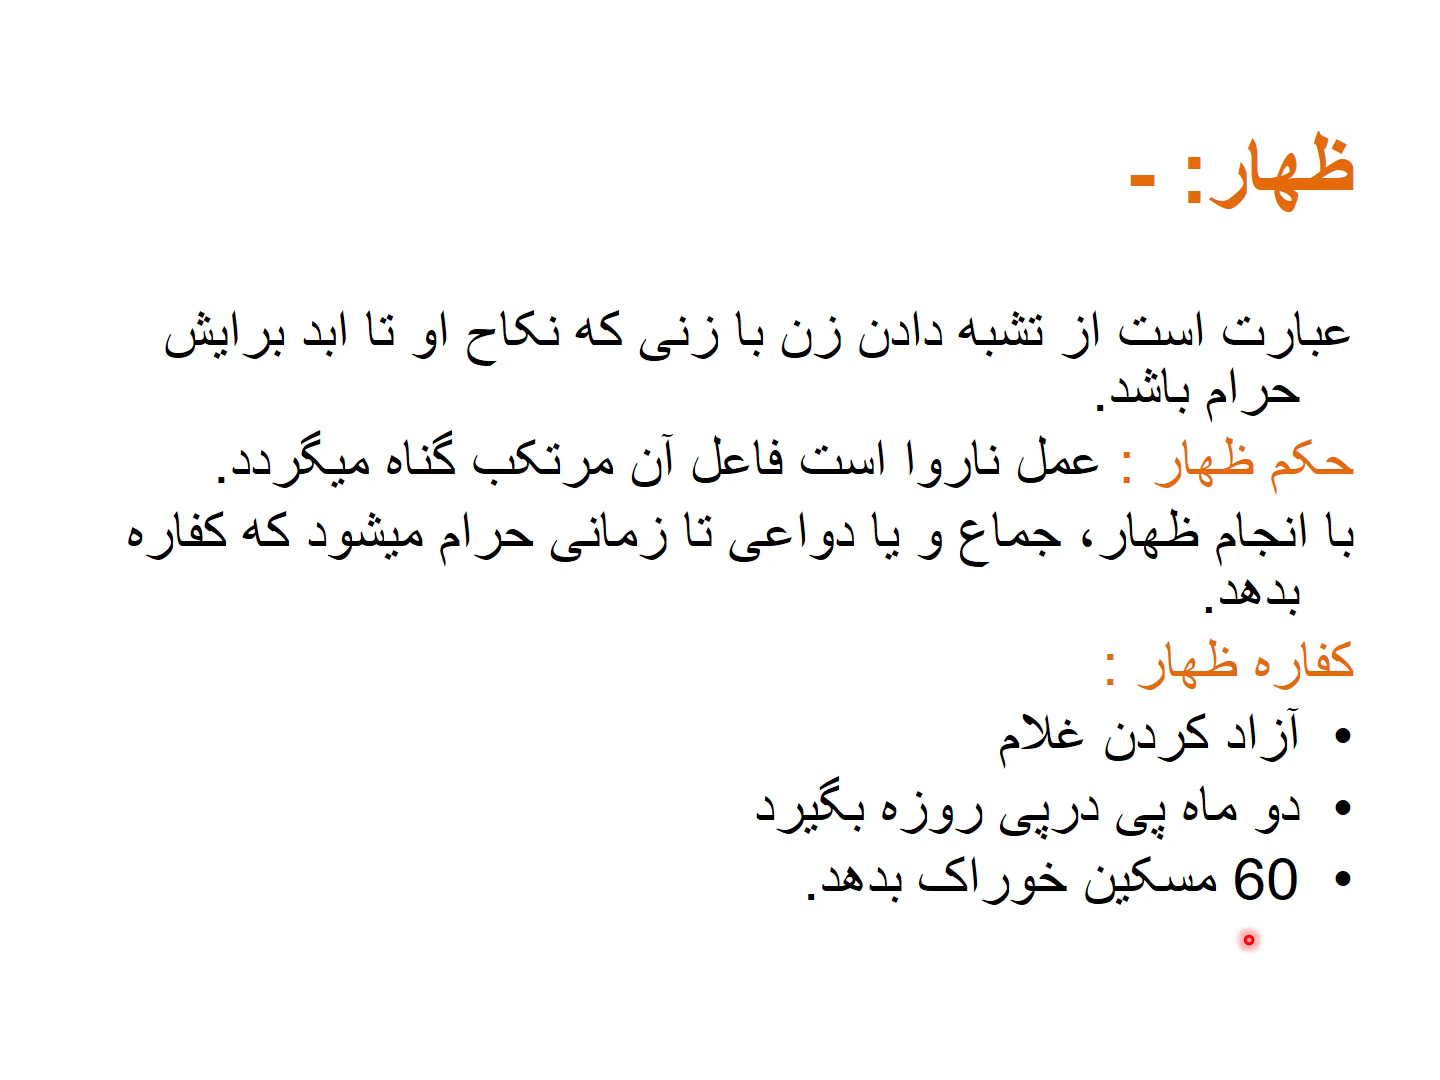 ظهار: -
عبارت است از تشبه دادن زن با زنی که نکاح او تا ابد برایش
حرام باشد.
حکم ظهار : عمل ناروا است فاعل آن مرتکب گناه میگردد.
با انجام ظهار، جماع و یا دواعی تا زمانی حرام میشود که کفاره
بدهد.
کفاره ظهار :
• آزاد کردن غلام
• دو ماه پی درپی روزه بگیرد
• 60 مسکین خوراک بدهد.